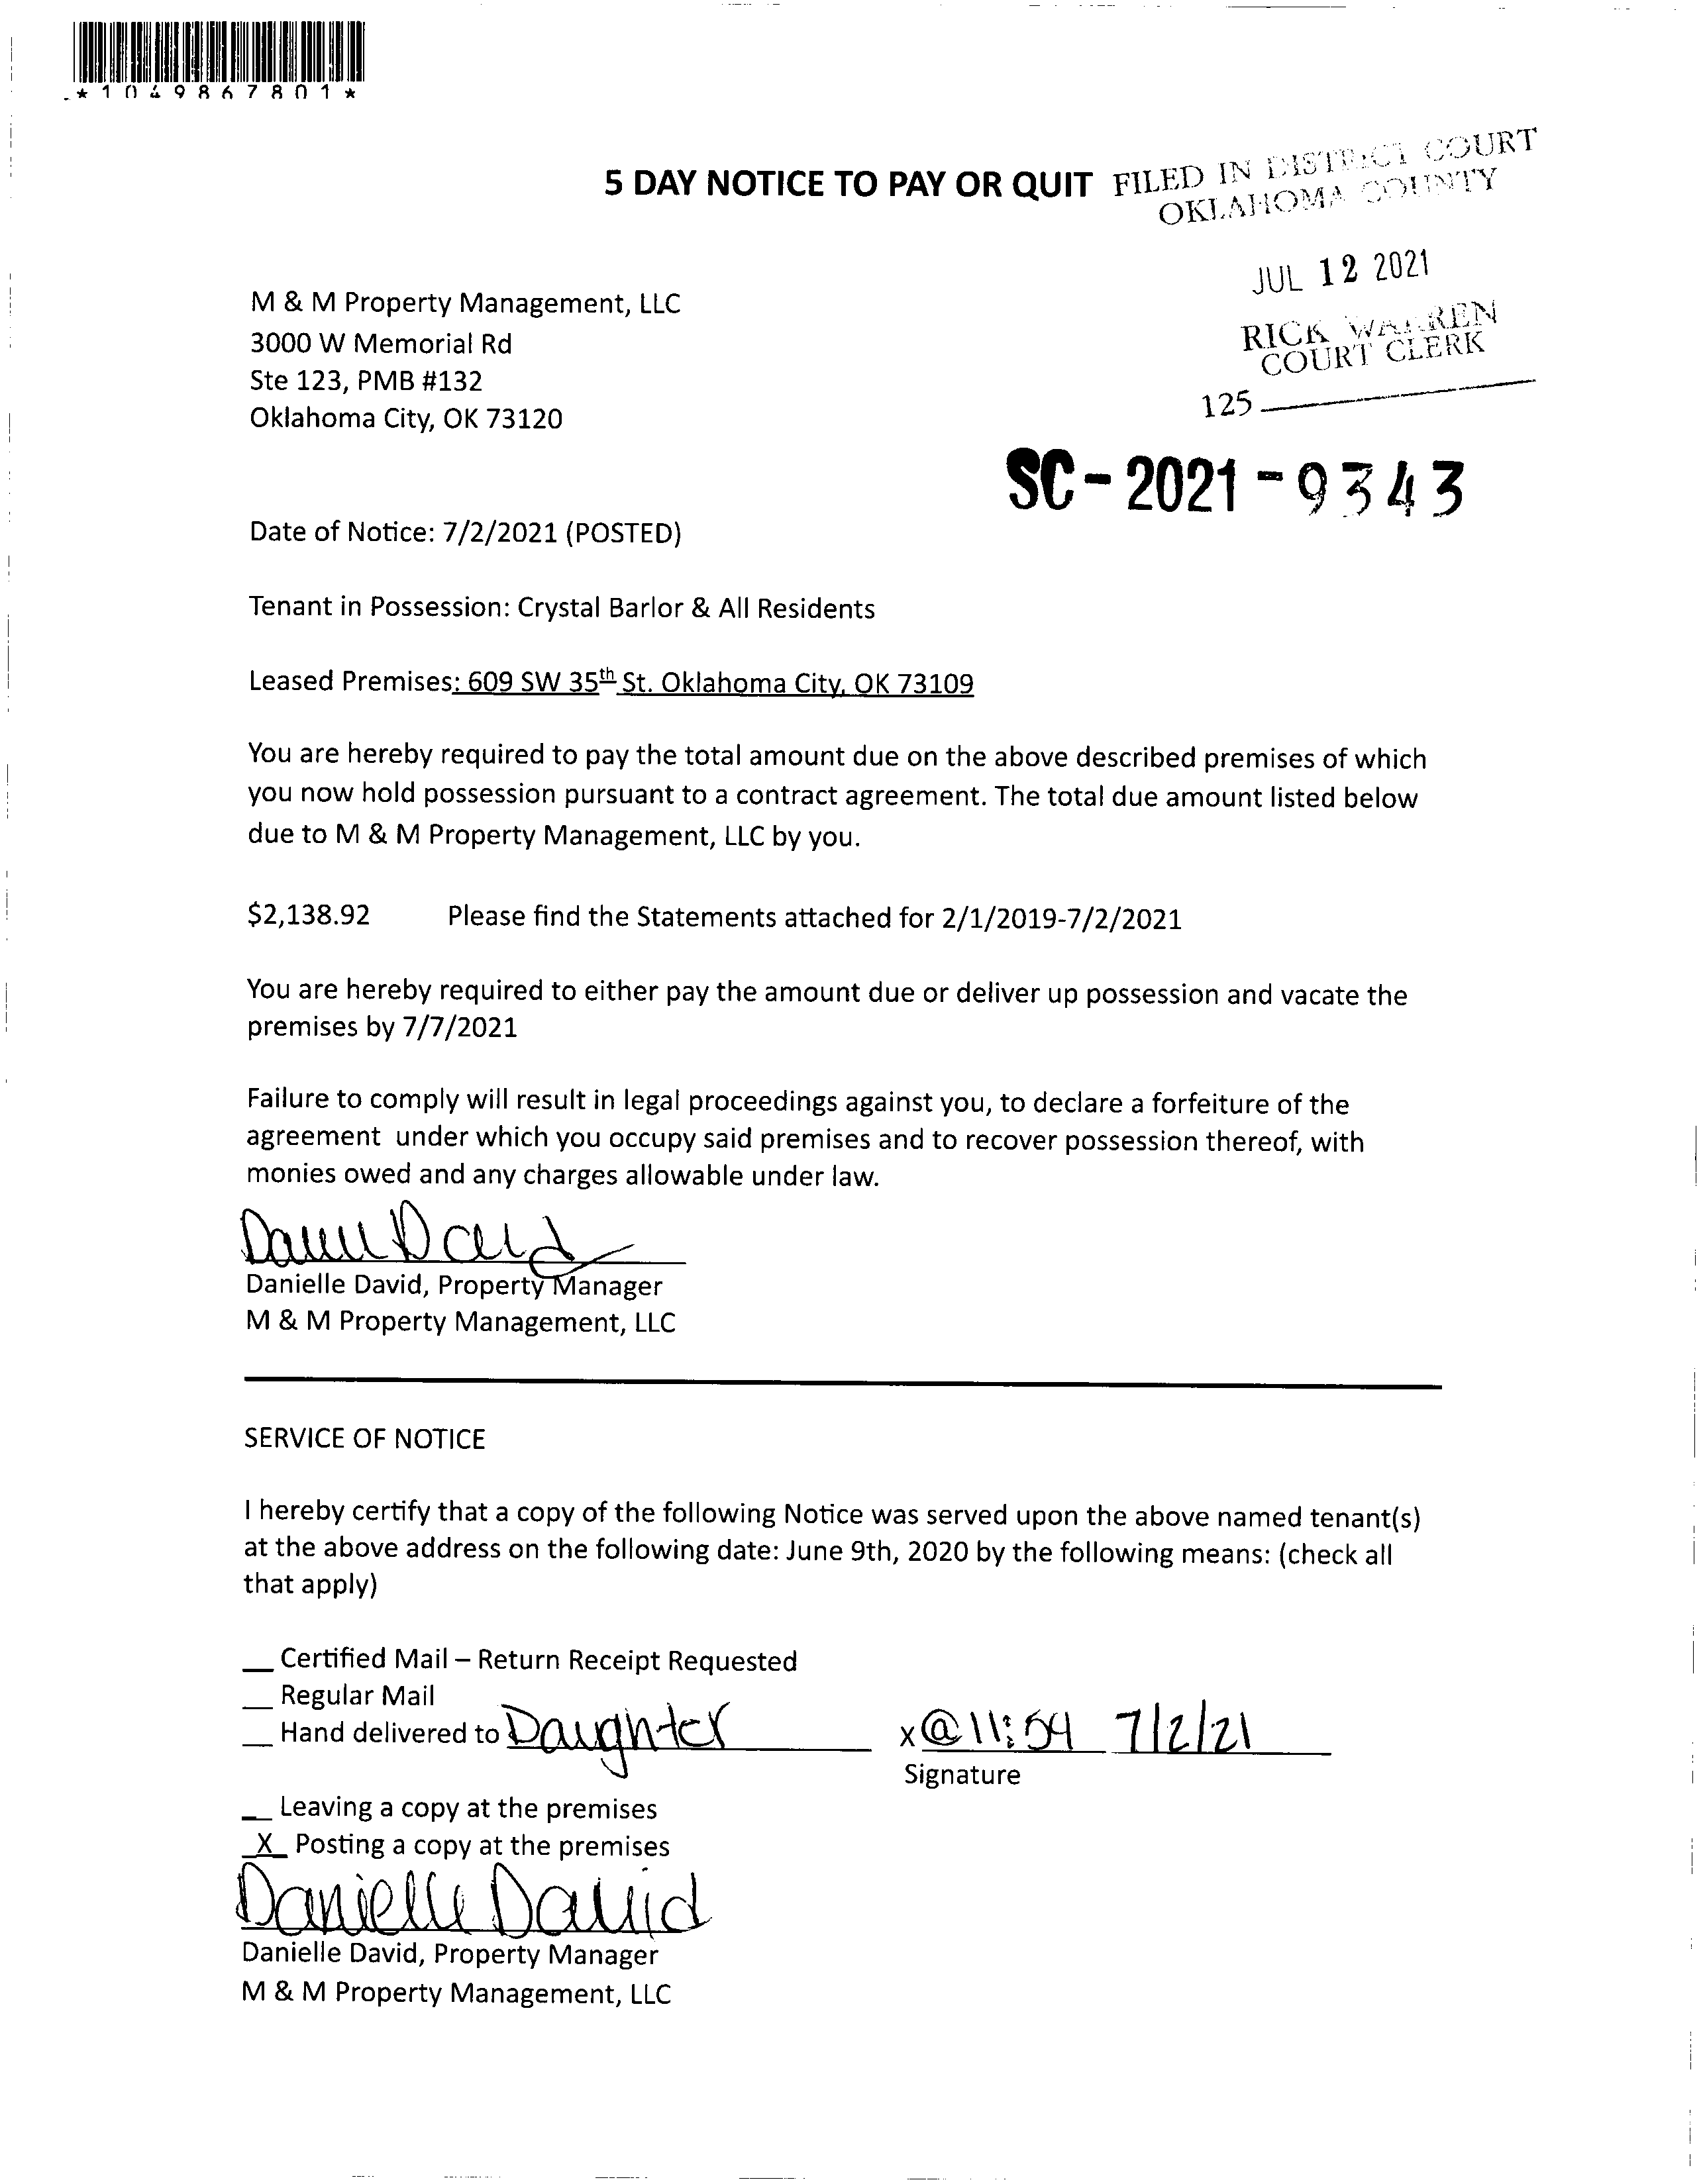 *1049867801*
5 DAY NOTICE TO PAY OR QUIT
FILED IN DISTRICT COURT
OKLAHOMA COUNTY
JUL 12 2021
RICK WARREN
COURT CLERK
125
M & M Property Management, LLC
3000 W Memorial Rd
Ste 123, PMB #132
Oklahoma City, OK 73120
SC-2021-9343
Date of Notice: 7/2/2021 (POSTED)
Tenant in Possession: Crystal Barlor & All Residents
Leased Premises: 609 SW 35th St. Oklahoma City, OK 73109
You are hereby required to pay the total amount due on the above described premises of which
you now hold possession pursuant to a contract agreement. The total due amount listed below
due to M & M Property Management, LLC by you.
$2,138.92 Please find the Statements attached for 2/1/2019-7/2/2021
You are hereby required to either pay the amount due or deliver up possession and vacate the
premises by 7/7/2021
Failure to comply will result in legal proceedings against you, to declare a forfeiture of the
agreement under which you occupy said premises and to recover possession thereof, with
monies owed and any charges allowable under law.
Danielle David, Property Manager
M & M Property Management, LLC
SERVICE OF NOTICE
I hereby certify that a copy of the following Notice was served upon the above named tenant(s)
at the above address on the following date: June 9th, 2020 by the following means: (check all
that apply)
__ Certified Mail – Return Receipt Requested
__ Regular Mail
__ Hand delivered to Daughter x @ 11:54 7/2/21
Signature
__ Leaving a copy at the premises
_X_ Posting a copy at the premises
Danielle David
Danielle David, Property Manager
M & M Property Management, LLC